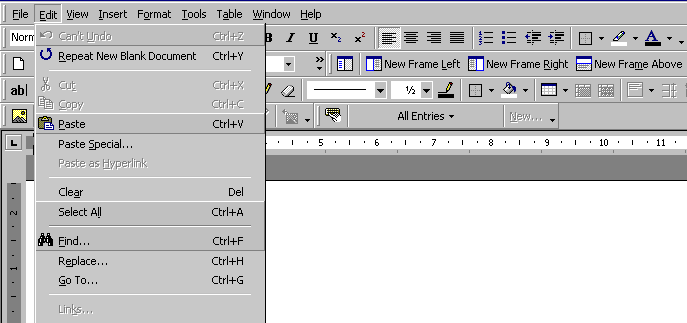 File Edit View Insert Format Tools Table Window Help
Norm
B I U x² x₂
Can't Undo Ctrl+Z
Repeat New Blank Document Ctrl+Y
New Frame Left New Frame Right New Frame Above
Cut Ctrl+X
ab|
½
Copy Ctrl+C
Paste Ctrl+V
All Entries New...
Paste Special...
5 6 7 8 9 10 11
Paste as Hyperlink
Clear Del
Select All Ctrl+A
2
Find... Ctrl+F
Replace... Ctrl+H
1
Go To... Ctrl+G
Links...